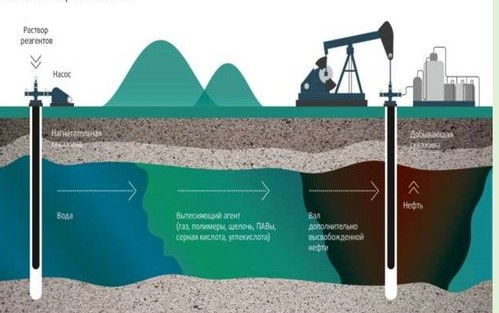 Раствор
реагентов
Насос
Нагнетательная
скважина
Добывающая
скважина
Вода
Вытесняющий агент
(газ, полимеры, щелочь, ПАВы,
серная кислота, углекислота)
Вал
дополнительно
высвобожденной
нефти
Нефть